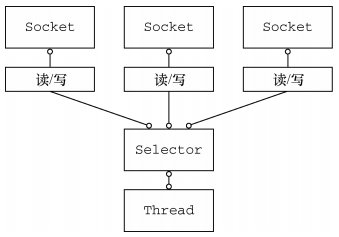 Socket Socket Socket
读/写 读/写 读/写
Selector
Thread